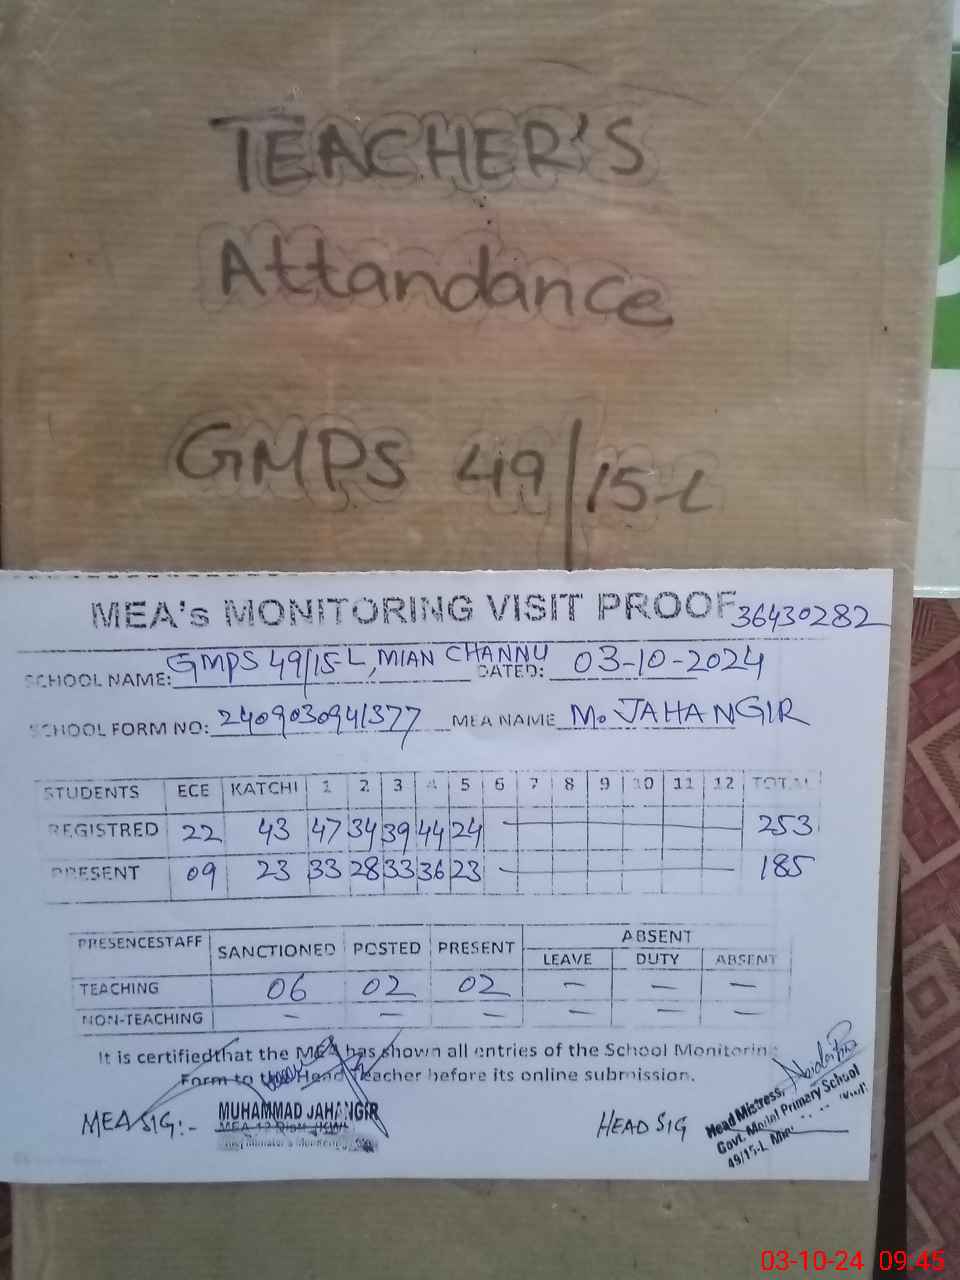 TEACHER'S
Attandance
GMPS 49/15-L
MEA's MONITORING VISIT PROOF 36430282
SCHOOL NAME: GMPS 49/15-L, MIAN CHANNU DATED: 03-10-2024
SCHOOL FORM NO: MEA NAME M. JAHANGIR
STUDENTS ECE KATCHI 1 2 3 4 5 6 7 8 9 10 11 12 TOTAL
REGISTRED 22 43 47 34 39 44 24 — 253
PRESENT 09 23 33 28 33 36 23 — 185
PRESENCESTAFF SANCTIONED POSTED PRESENT ABSENT
LEAVE DUTY ABSENT
TEACHING 06 02 02 — — —
NON-TEACHING — — — — — —
It is certified that the MEA has shown all entries of the School Monitoring
Form to the Head Teacher before its online submission.
MEA SIG:- MUHAMMAD JAHANGIR
MEA-12
HEAD SIG Head Mistress,
Govt. Model Primary School
49/15-L
03-10-24 09:45